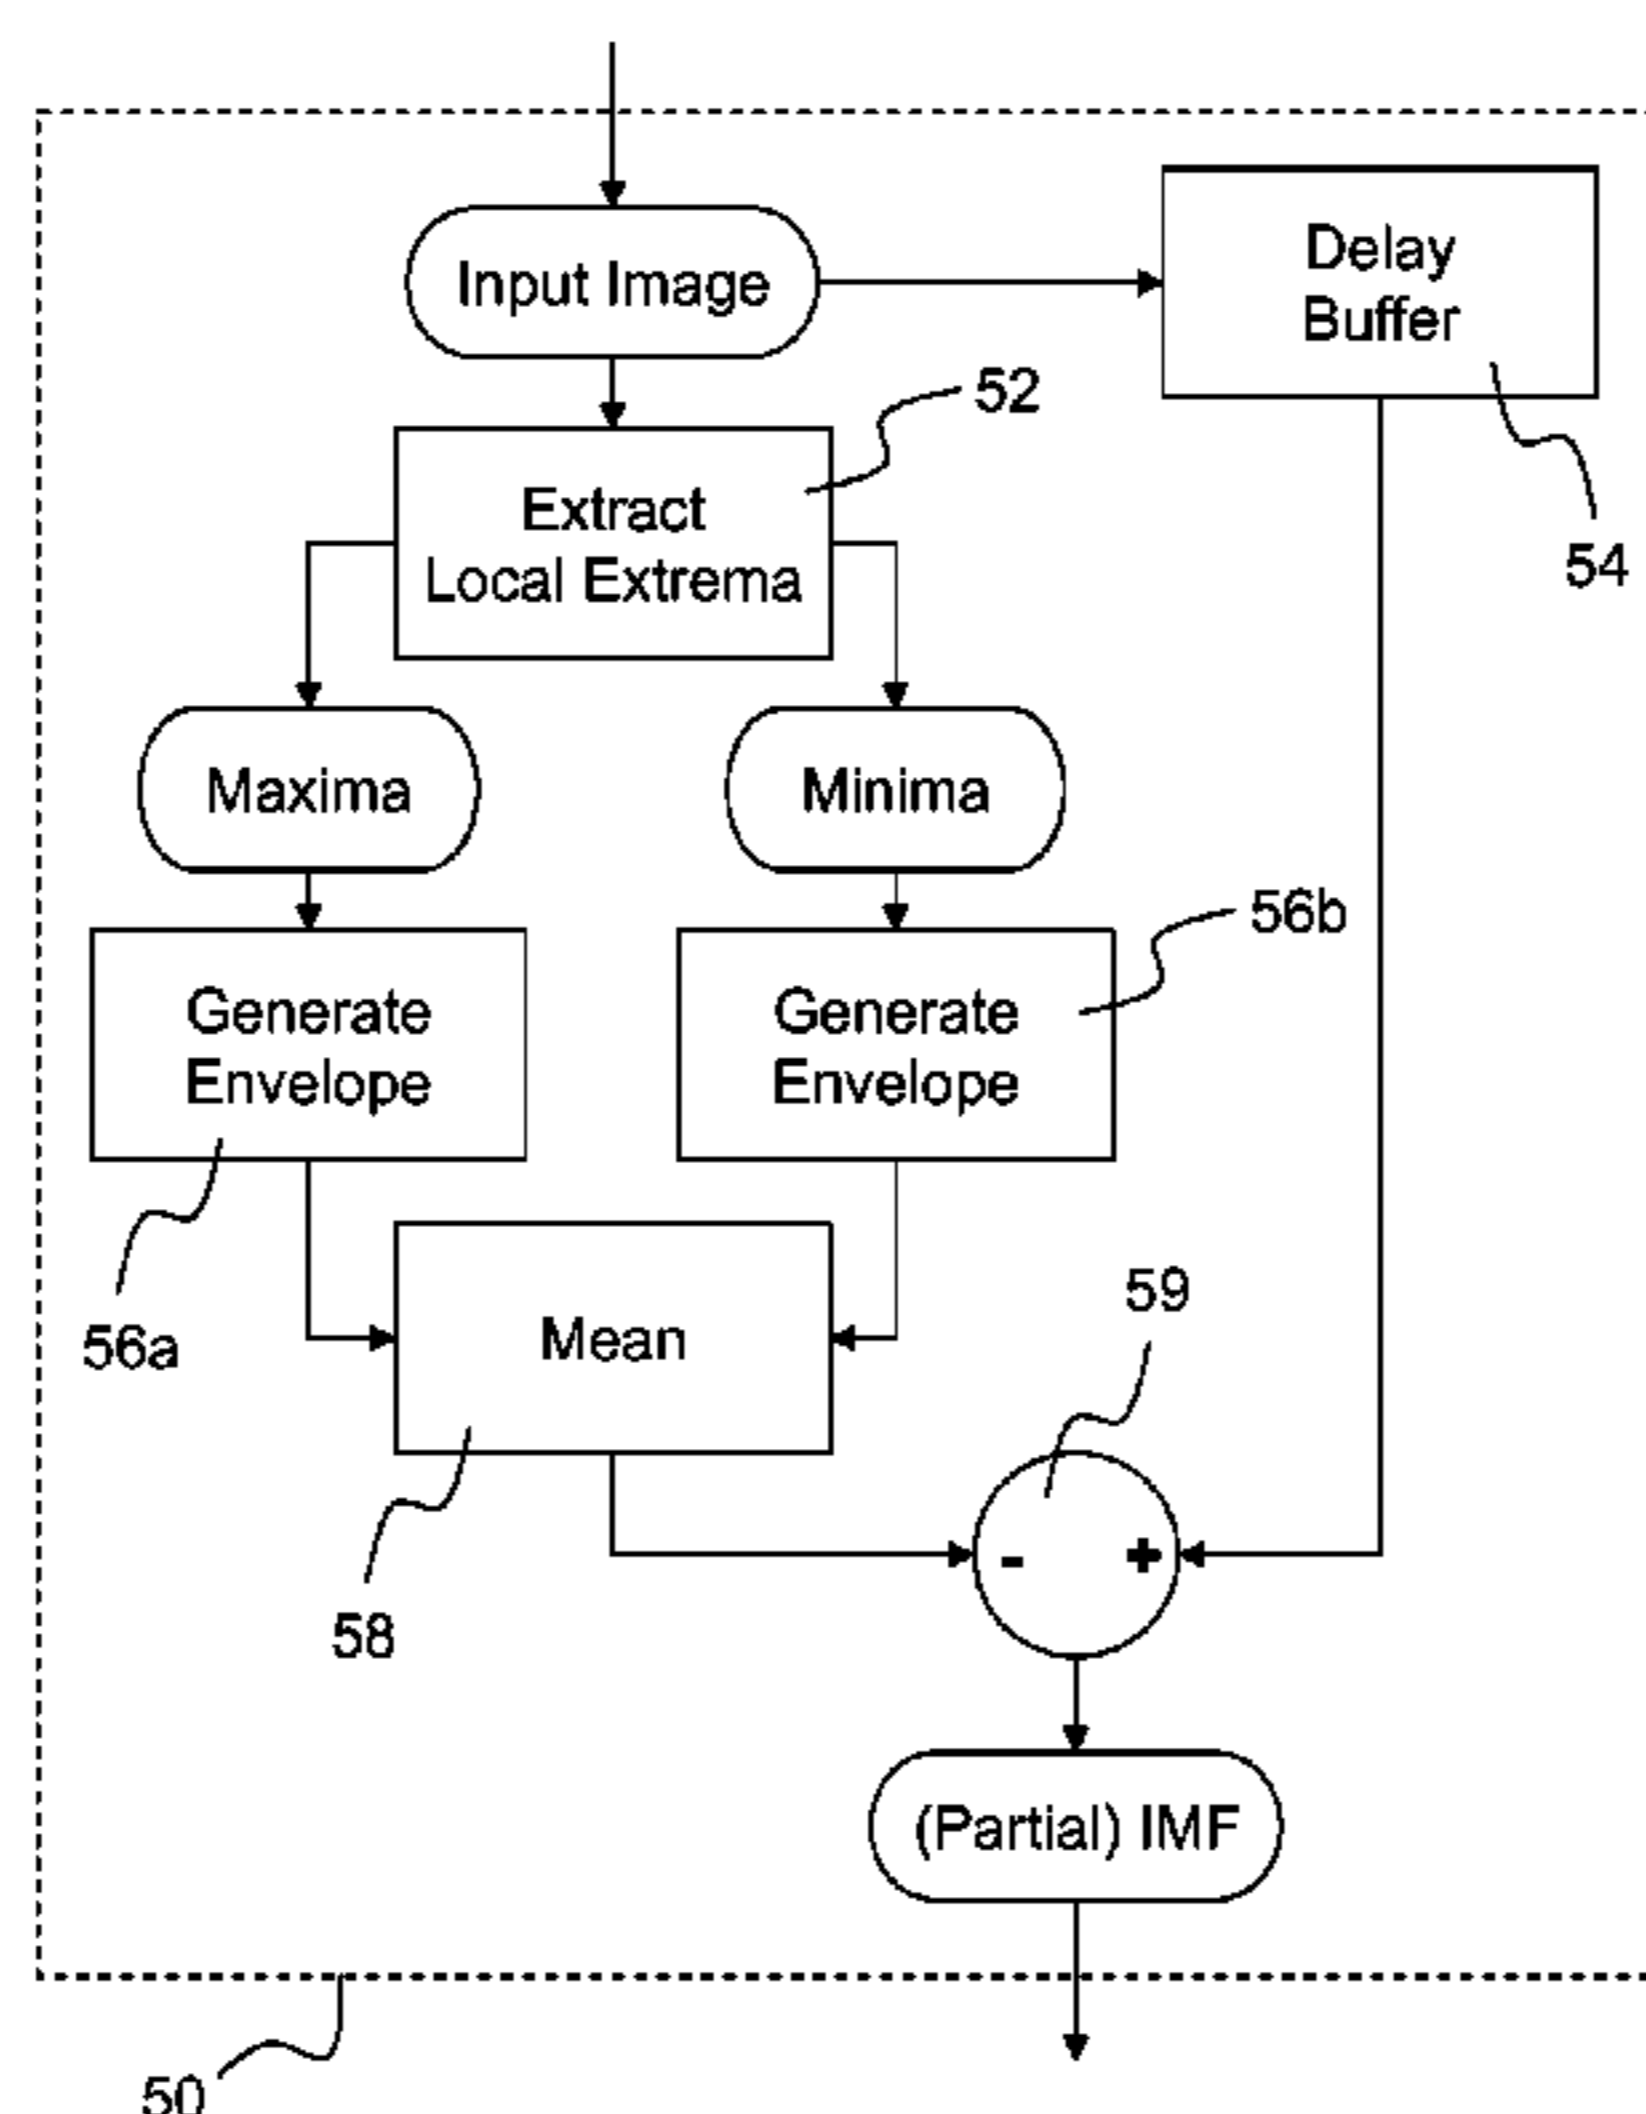 Input Image
Delay
Buffer
52
Extract
Local Extrema
54
Maxima
Minima
56b
Generate
Envelope
Generate
Envelope
59
56a
Mean
- +
58
(Partial) IMF
50